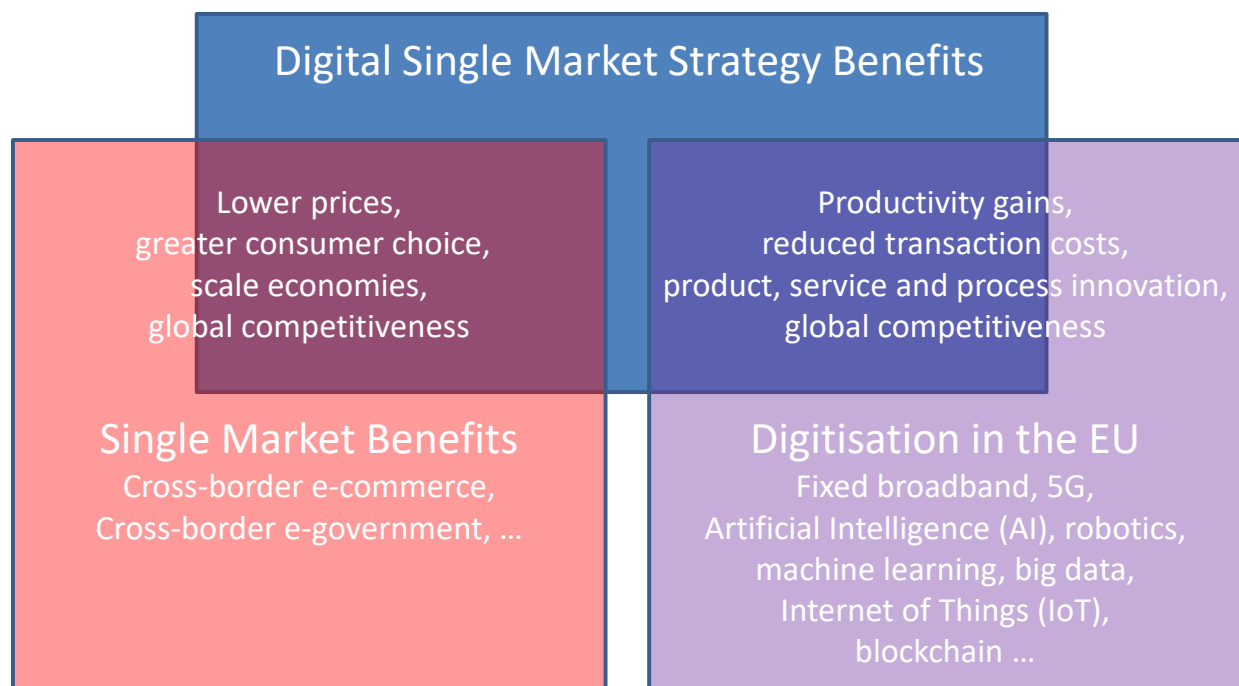 Digital Single Market Strategy Benefits
Lower prices,
greater consumer choice,
scale economies,
global competitiveness
Productivity gains,
reduced transaction costs,
product, service and process innovation,
global competitiveness
Single Market Benefits
Cross-border e-commerce,
Cross-border e-government, ...
Digitisation in the EU
Fixed broadband, 5G,
Artificial Intelligence (AI), robotics,
machine learning, big data,
Internet of Things (IoT),
blockchain ...